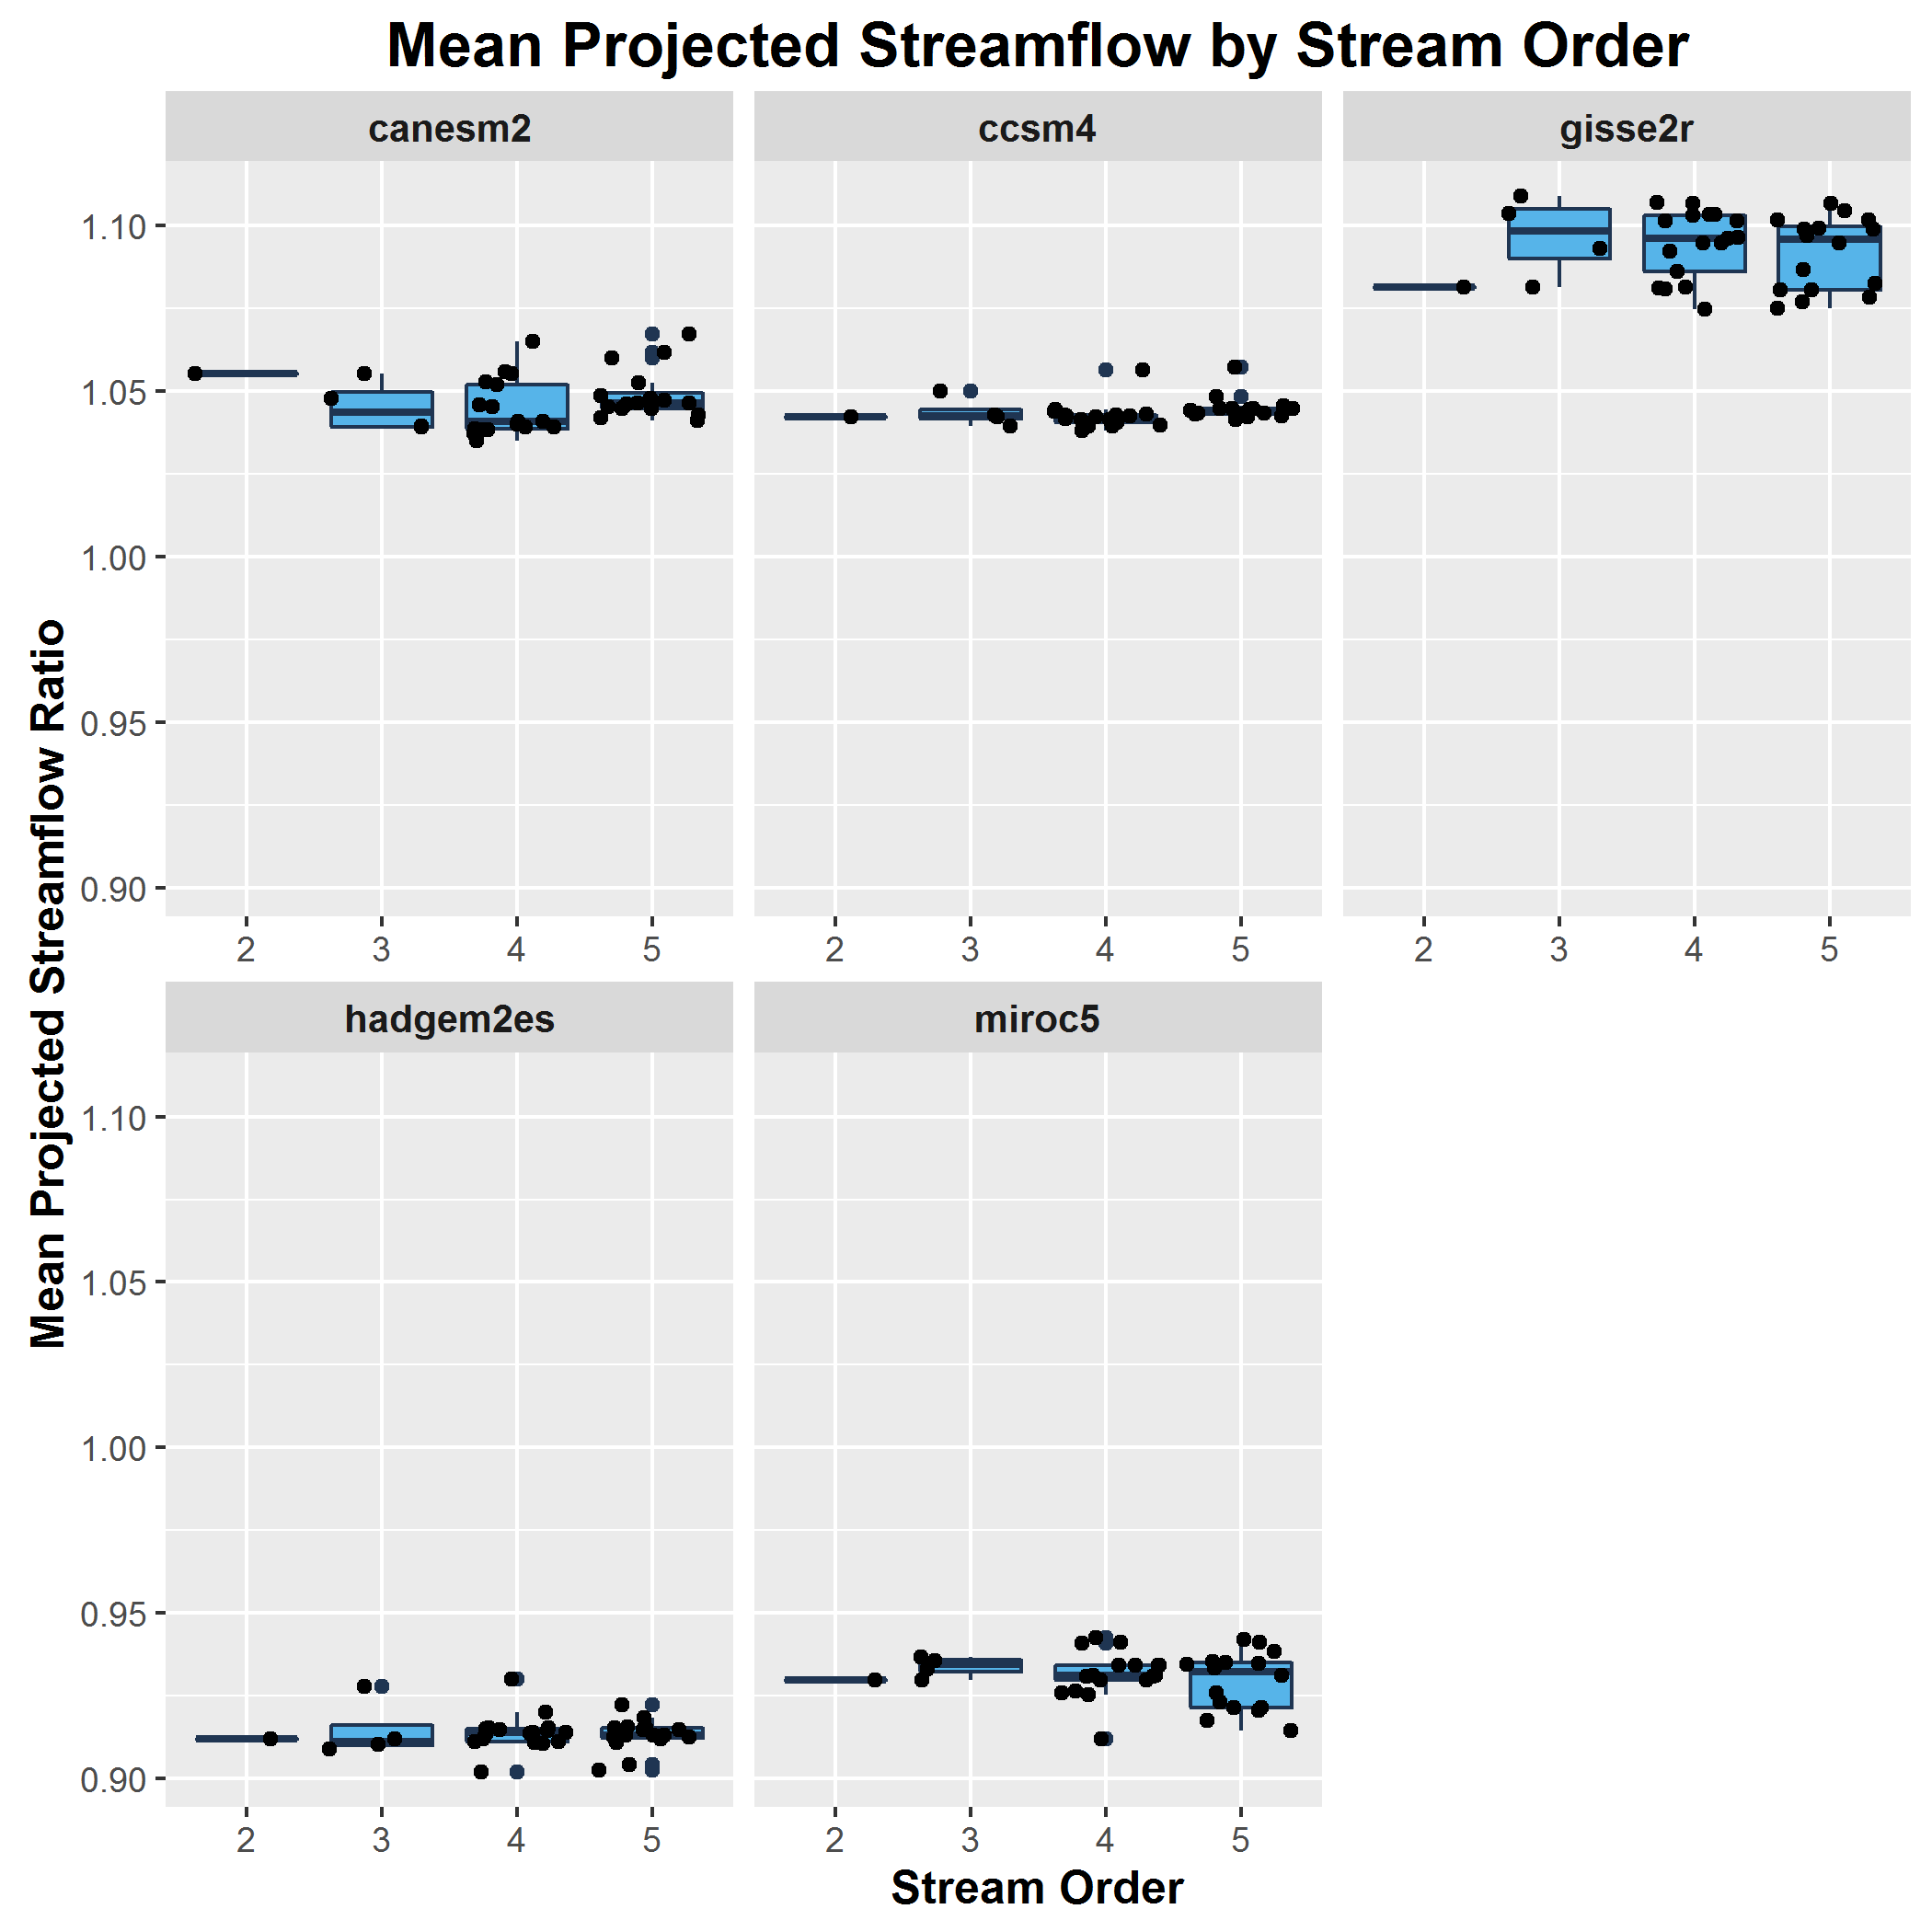 Mean Projected Streamflow by Stream Order
canesm2
ccsm4
gisse2r
1.10
1.05
1.00
0.95
0.90
2 3 4 5
2 3 4 5
2 3 4 5
Mean Projected Streamflow Ratio
hadgem2es
miroc5
1.10
1.05
1.00
0.95
0.90
2 3 4 5
2 3 4 5
Stream Order